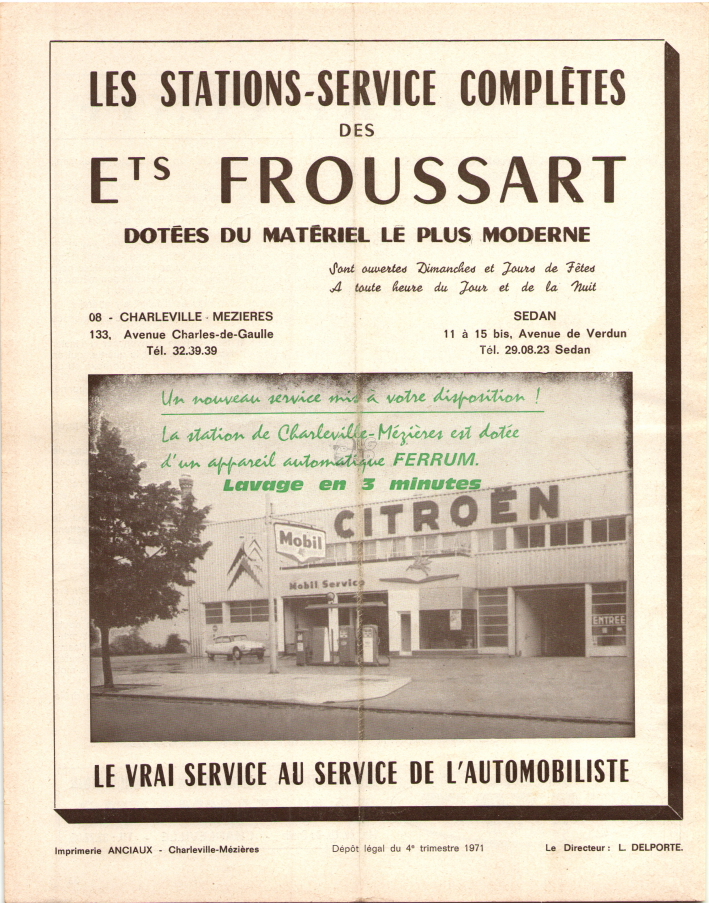 LES STATIONS-SERVICE COMPLÈTES
DES
ETS FROUSSART
DOTÉES DU MATÉRIEL LE PLUS MODERNE
Sont ouvertes Dimanches et Jours de Fêtes
A toute heure du Jour et de la Nuit
08 - CHARLEVILLE - MEZIERES
133, Avenue Charles-de-Gaulle
Tél. 32.39.39
SEDAN
11 à 15 bis, Avenue de Verdun
Tél. 29.08.23 Sedan
Un nouveau service mis à votre disposition !
La station de Charleville-Mézières est dotée
d'un appareil automatique FERRUM.
Lavage en 3 minutes
CITROËN
Mobil
Mobil Service
ENTREE
LE VRAI SERVICE AU SERVICE DE L'AUTOMOBILISTE
Imprimerie ANCIAUX - Charleville-Mézières
Dépôt légal du 4e trimestre 1971
Le Directeur : L. DELPORTE.